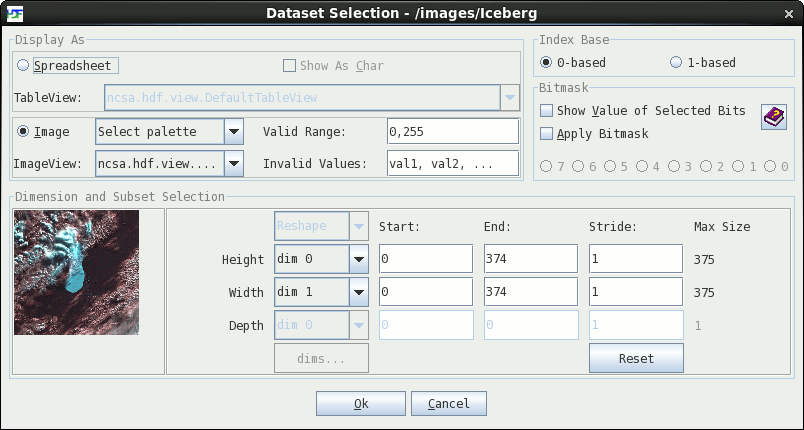 Dataset Selection - /images/Iceberg
Display As
Spreadsheet
Show As Char
TableView:
ncsa.hdf.view.DefaultTableView
Image
Select palette
Valid Range:
0,255
ImageView:
ncsa.hdf.view....
Invalid Values:
val1, val2, ...
Index Base
0-based
1-based
Bitmask
Show Value of Selected Bits
Apply Bitmask
7 6 5 4 3 2 1 0
Dimension and Subset Selection
Reshape Start: End: Stride: Max Size
Height dim 0 0 374 1 375
Width dim 1 0 374 1 375
Depth dim 0 0 0 1 1
dims... Reset
Ok Cancel